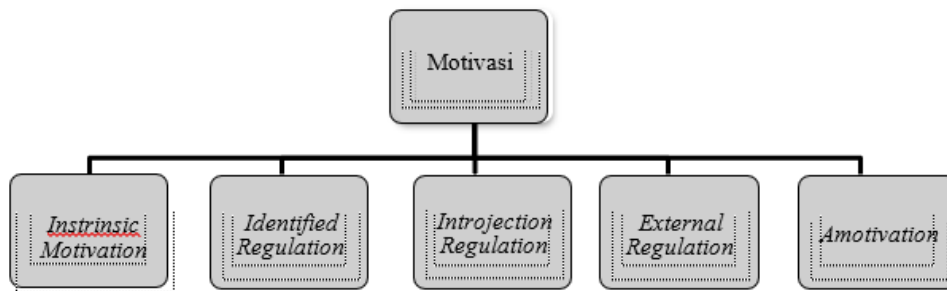 Motivasi
Instrinsic
Motivation
Identified
Regulation
Introjection
Regulation
External
Regulation
Amotivation